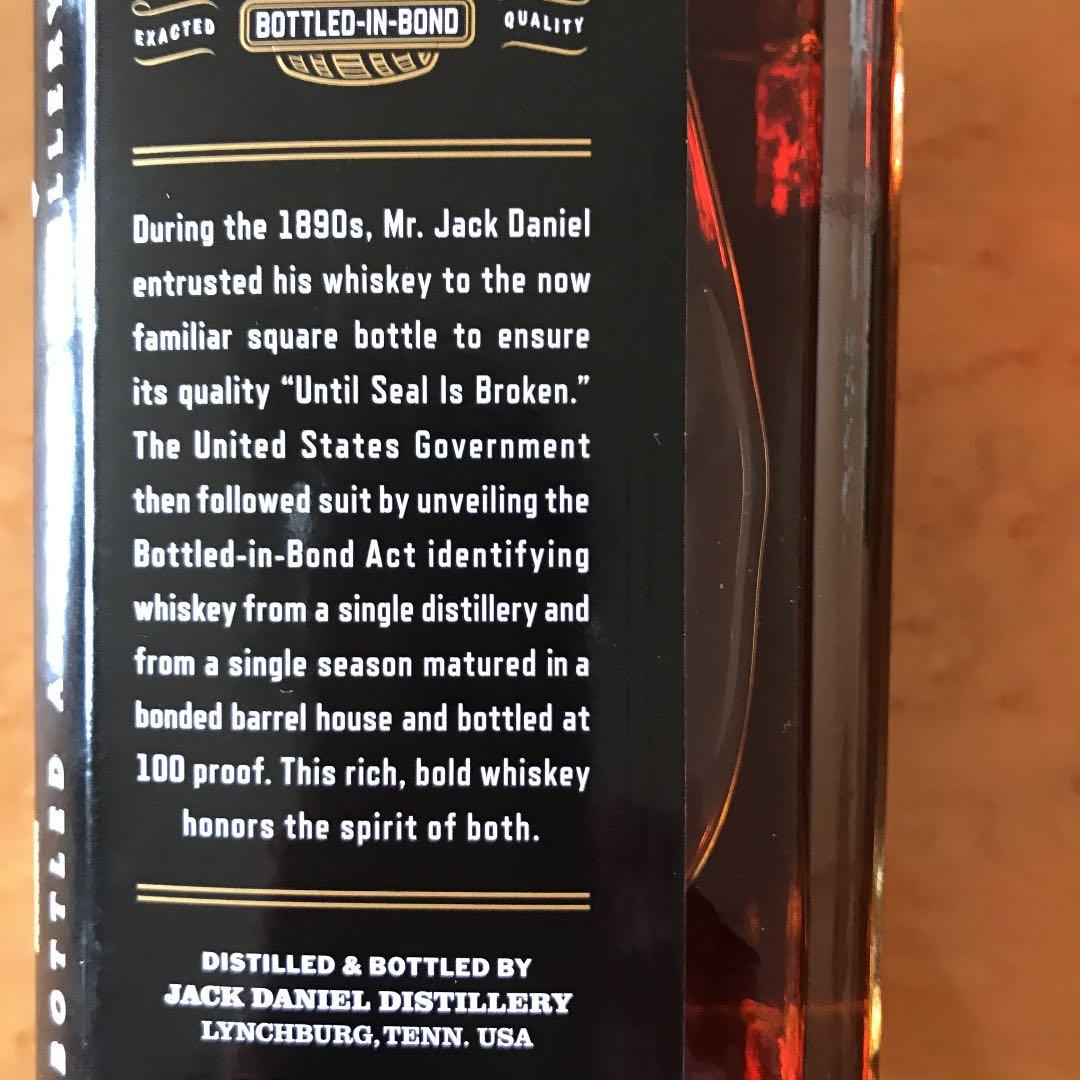 EXACTED
BOTTLED-IN-BOND
QUALITY
During the 1890s, Mr. Jack Daniel
entrusted his whiskey to the now
familiar square bottle to ensure
its quality “Until Seal Is Broken.”
The United States Government
then followed suit by unveiling the
Bottled-in-Bond Act identifying
whiskey from a single distillery and
from a single season matured in a
bonded barrel house and bottled at
100 proof. This rich, bold whiskey
honors the spirit of both.
DISTILLED & BOTTLED BY
JACK DANIEL DISTILLERY
LYNCHBURG, TENN. USA
BOTTLED A